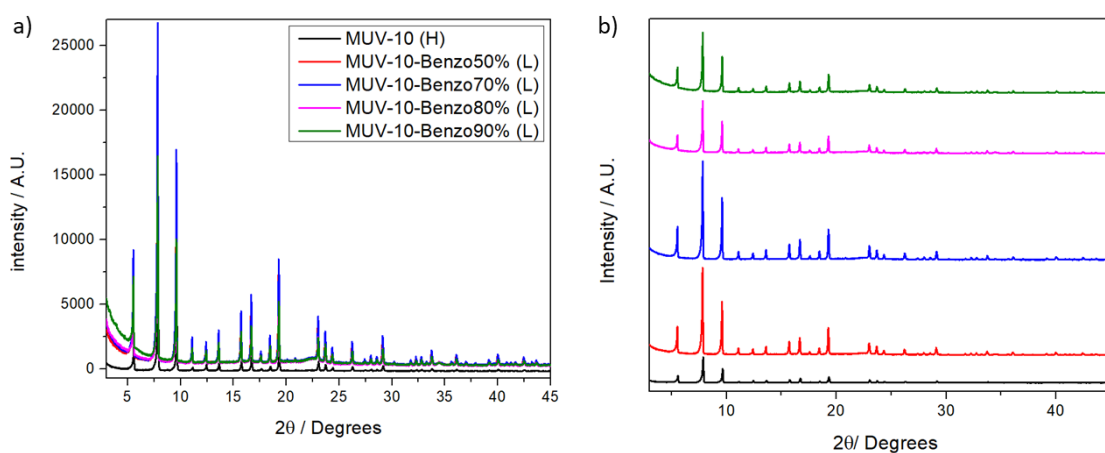 a)
intensity / A.U.
25000
20000
15000
10000
5000
0
MUV-10 (H)
MUV-10-Benzo50% (L)
MUV-10-Benzo70% (L)
MUV-10-Benzo80% (L)
MUV-10-Benzo90% (L)
5 10 15 20 25 30 35 40 45
2θ / Degrees
b)
Intensity / A.U.
10 20 30 40
2θ/ Degrees